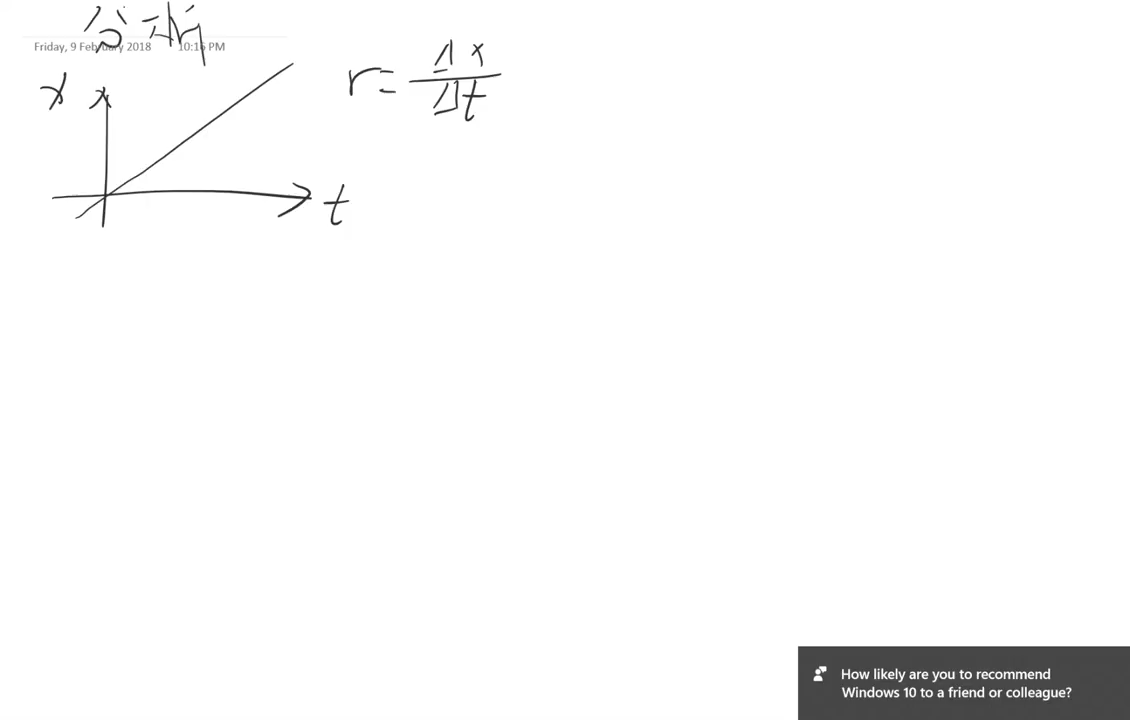 分析
Friday, 9 February 2018 10:16 PM
x
r = Δx/Δt
t
How likely are you to recommend
Windows 10 to a friend or colleague?